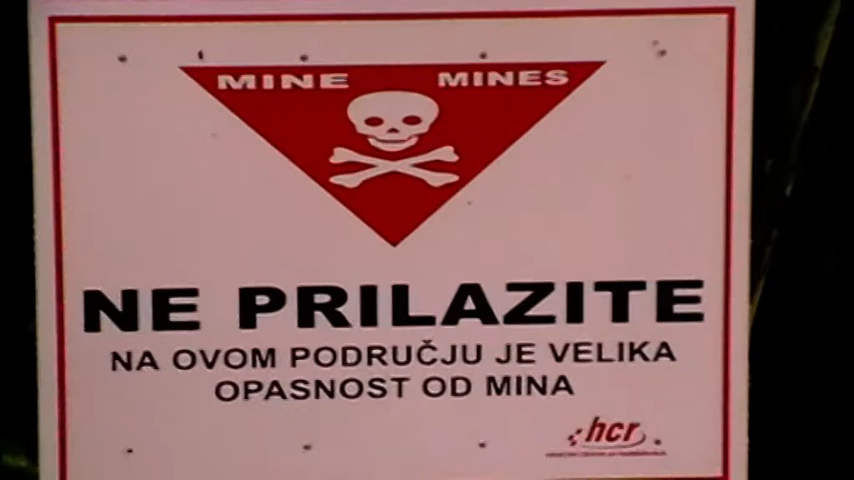 MINE MINES
NE PRILAZITE
NA OVOM PODRUČJU JE VELIKA
OPASNOST OD MINA
hcr